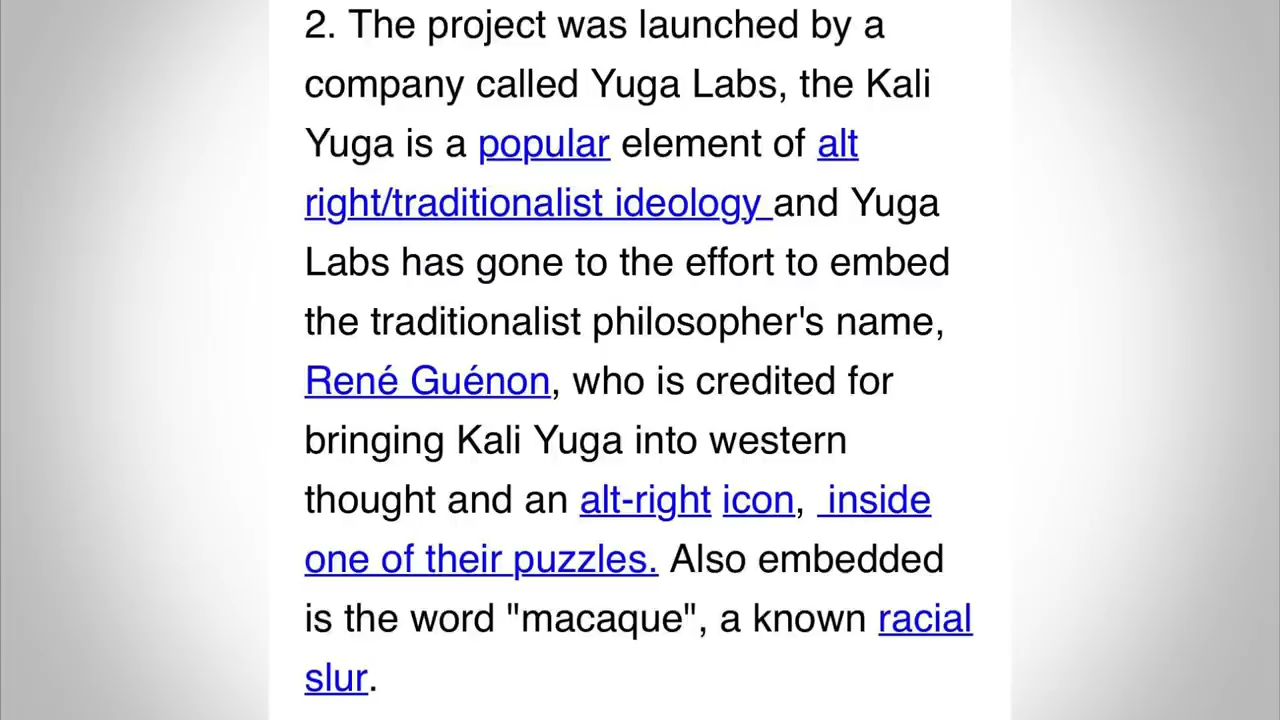 2. The project was launched by a
company called Yuga Labs, the Kali
Yuga is a popular element of alt
right/traditionalist ideology and Yuga
Labs has gone to the effort to embed
the traditionalist philosopher's name,
René Guénon, who is credited for
bringing Kali Yuga into western
thought and an alt-right icon,  inside
one of their puzzles. Also embedded
is the word "macaque", a known racial
slur.